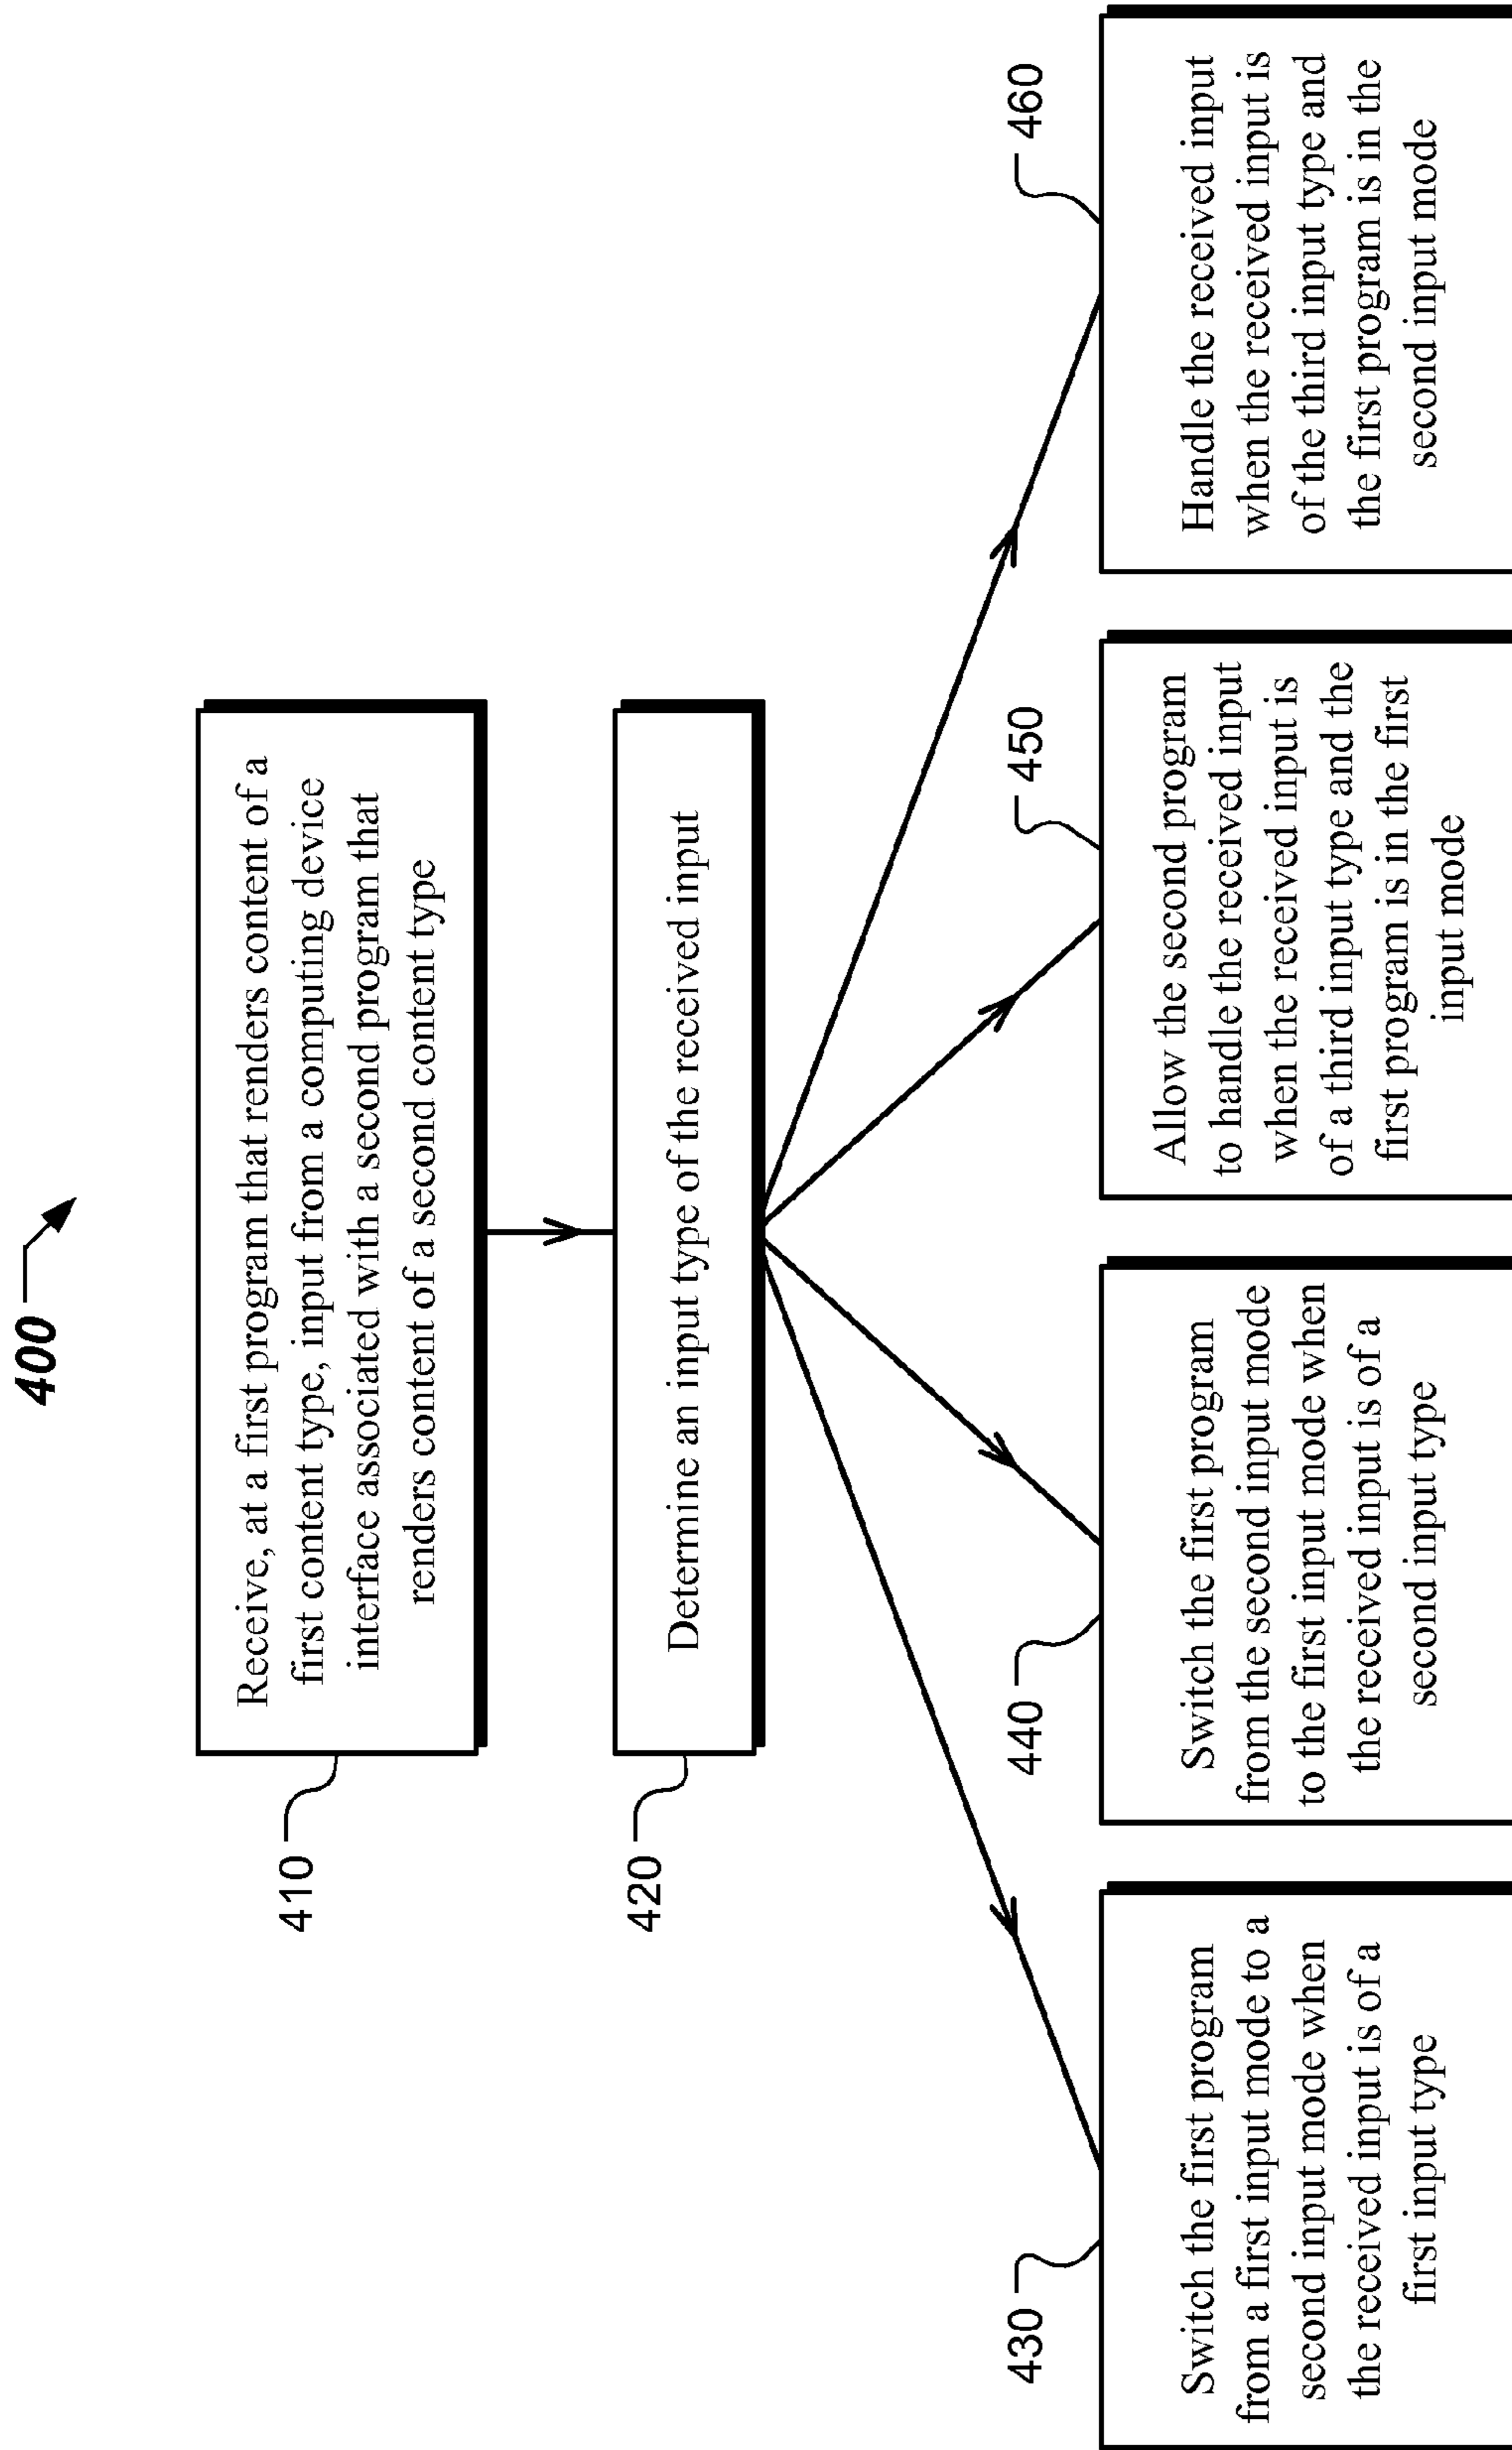 400
410
Receive, at a first program that renders content of a
first content type, input from a computing device
interface associated with a second program that
renders content of a second content type
420
Determine an input type of the received input
430
Switch the first program
from a first input mode to a
second input mode when
the received input is of a
first input type
440
Switch the first program
from the second input mode
to the first input mode when
the received input is of a
second input type
450
Allow the second program
to handle the received input
when the received input is
of a third input type and the
first program is in the first
input mode
460
Handle the received input
when the received input is
of the third input type and
the first program is in the
second input mode